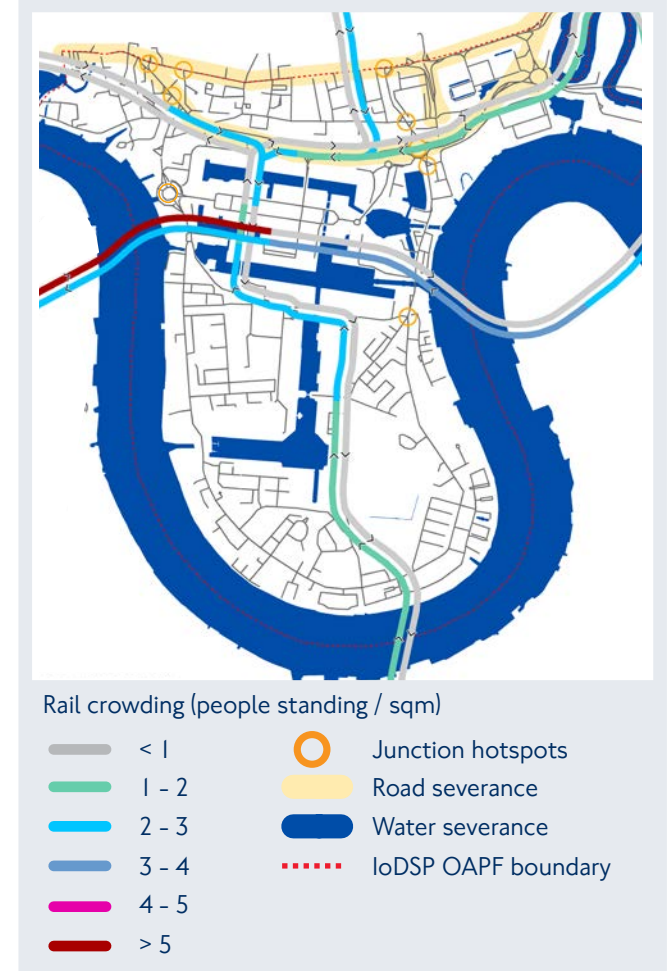 Rail crowding (people standing / sqm)
< 1
1 - 2
2 - 3
3 - 4
4 - 5
> 5
Junction hotspots
Road severance
Water severance
IoDSP OAPF boundary